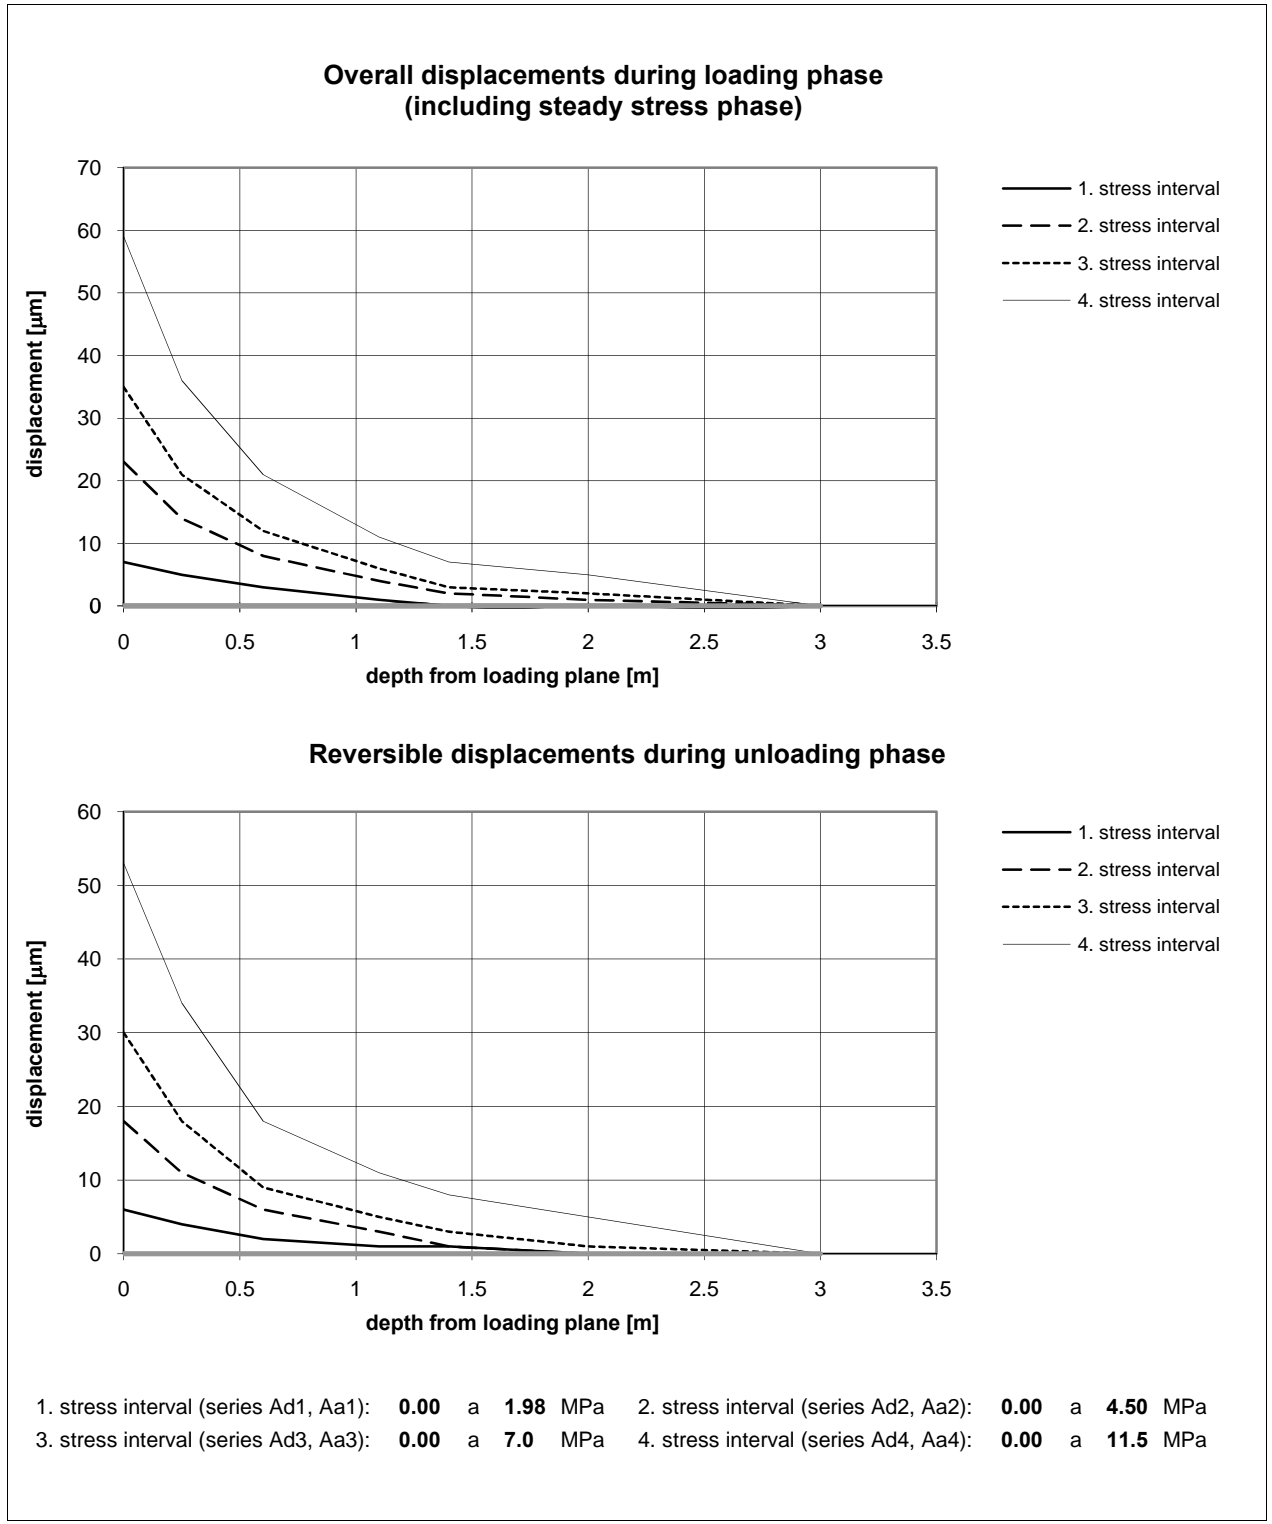 Overall displacements during loading phase
(including steady stress phase)
70
60
50
40
30
20
10
0
0 0.5 1 1.5 2 2.5 3 3.5
displacement [µm]
depth from loading plane [m]
1. stress interval
2. stress interval
3. stress interval
4. stress interval
Reversible displacements during unloading phase
60
50
40
30
20
10
0
0 0.5 1 1.5 2 2.5 3 3.5
displacement [µm]
depth from loading plane [m]
1. stress interval
2. stress interval
3. stress interval
4. stress interval
1. stress interval (series Ad1, Aa1): 0.00 a 1.98 MPa 2. stress interval (series Ad2, Aa2): 0.00 a 4.50 MPa
3. stress interval (series Ad3, Aa3): 0.00 a 7.0 MPa 4. stress interval (series Ad4, Aa4): 0.00 a 11.5 MPa